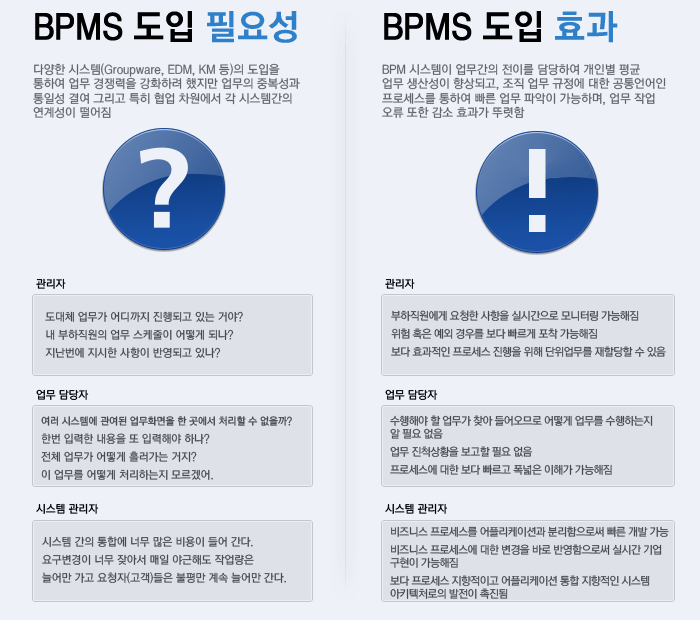 BPMS 도입 필요성
다양한 시스템(Groupware, EDM, KM 등)의 도입을
통하여 업무 경쟁력을 강화하려 했지만 업무의 중복성과
통일성 결여 그리고 특히 협업 차원에서 각 시스템간의
연계성이 떨어짐
?
관리자
도대체 업무가 어디까지 진행되고 있는 거야?
내 부하직원의 업무 스케줄이 어떻게 되나?
지난번에 지시한 사항이 반영되고 있나?
업무 담당자
여러 시스템에 관여된 업무화면을 한 곳에서 처리할 수 없을까?
한번 입력한 내용을 또 입력해야 하나?
전체 업무가 어떻게 흘러가는 거지?
이 업무를 어떻게 처리하는지 모르겠어.
시스템 관리자
시스템 간의 통합에 너무 많은 비용이 들어 간다.
요구변경이 너무 잦아서 매일 야근해도 작업량은
늘어만 가고 요청자(고객)들은 불평만 계속 늘어만 간다.
BPMS 도입 효과
BPM 시스템이 업무간의 전이를 담당하여 개인별 평균
업무 생산성이 향상되고, 조직 업무 규정에 대한 공통언어인
프로세스를 통하여 빠른 업무 파악이 가능하며, 업무 작업
오류 또한 감소 효과가 뚜렷함
!
관리자
부하직원에게 요청한 사항을 실시간으로 모니터링 가능해짐
위험 혹은 예외 경우를 보다 빠르게 포착 가능해짐
보다 효과적인 프로세스 진행을 위해 단위업무를 재할당할 수 있음
업무 담당자
수행해야 할 업무가 찾아 들어오므로 어떻게 업무를 수행하는지
알 필요 없음
업무 진척상황을 보고할 필요 없음
프로세스에 대한 보다 빠르고 폭넓은 이해가 가능해짐
시스템 관리자
비즈니스 프로세스를 어플리케이션과 분리함으로써 빠른 개발 가능
비즈니스 프로세스에 대한 변경을 바로 반영함으로써 실시간 기업
구현이 가능해짐
보다 프로세스 지향적이고 어플리케이션 통합 지향적인 시스템
아키텍처로의 발전이 촉진됨